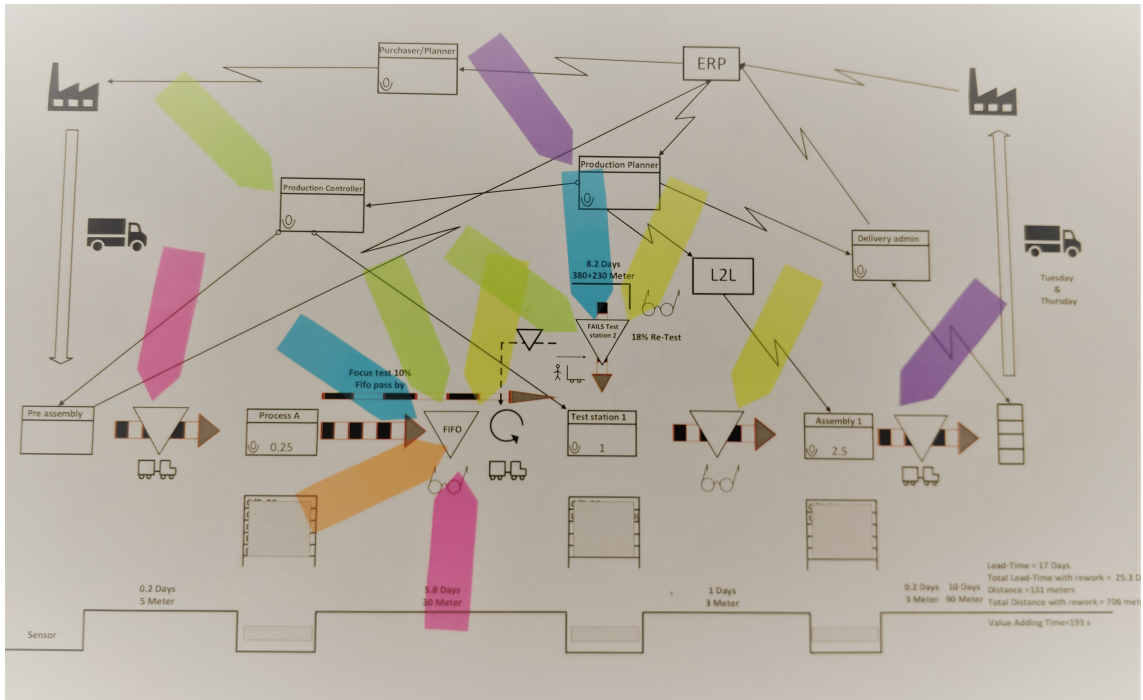 Purchaser/Planner
ERP
Production Planner
Production Controller
Delivery admin
L2L
Tuesday
&
Thursday
8.2 Days
380+230 Meter
FAILS Test
station 2
18% Re-Test
Focus test 10%
Fifo pass by
Pre assembly
Process A
0.25
FIFO
Test station 1
1
Assembly 1
2.5
0.2 Days
5 Meter
5.8 Days
30 Meter
1 Days
3 Meter
0.2 Days
3 Meter
10 Days
90 Meter
Lead-Time = 17 Days
Total Lead-Time with rework = 25.3 D
Distance =131 meters
Total Distance with rework = 706 met
Value Adding Time=193 s
Sensor